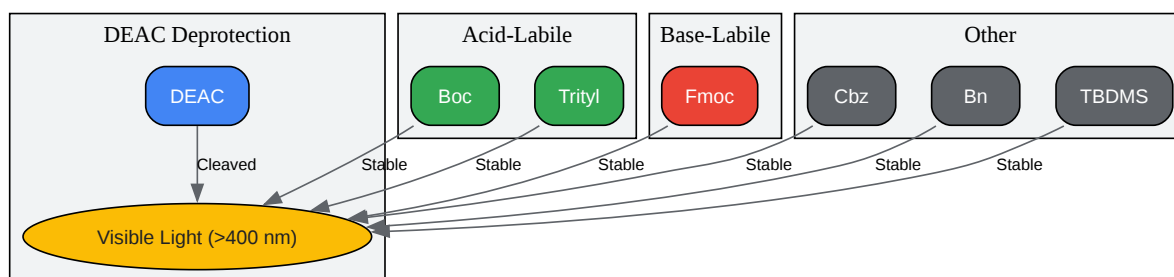 DEAC Deprotection
Acid-Labile
Base-Labile
Other
DEAC
Boc
Trityl
Fmoc
Cbz
Bn
TBDMS
Cleaved
Stable
Stable
Stable
Stable
Stable
Stable
Visible Light (>400 nm)